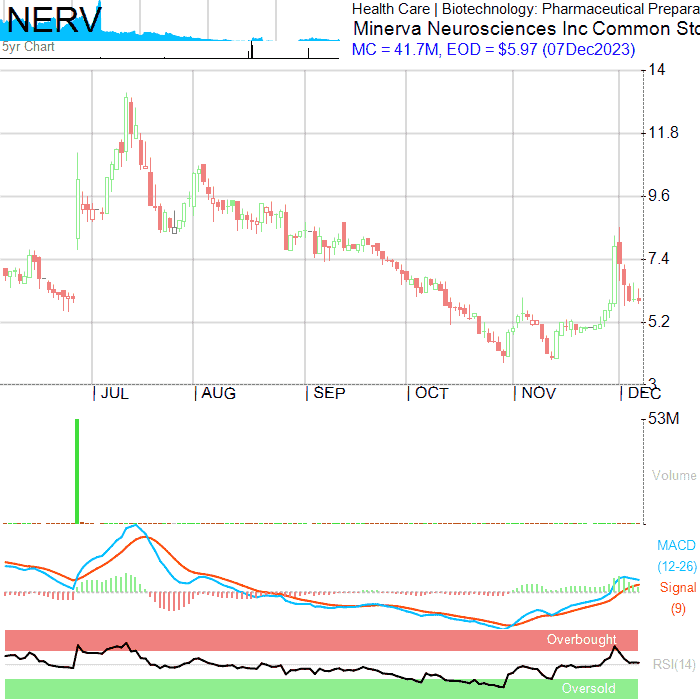 NERV
5yr Chart
Health Care | Biotechnology: Pharmaceutical Prepara
Minerva Neurosciences Inc Common Sto
MC = 41.7M, EOD = $5.97 (07Dec2023)
14
11.8
9.6
7.4
5.2
3
JUL AUG SEP OCT NOV DEC
53M
Volume
MACD
(12-26)
Signal
(9)
Overbought
RSI(14)
Oversold